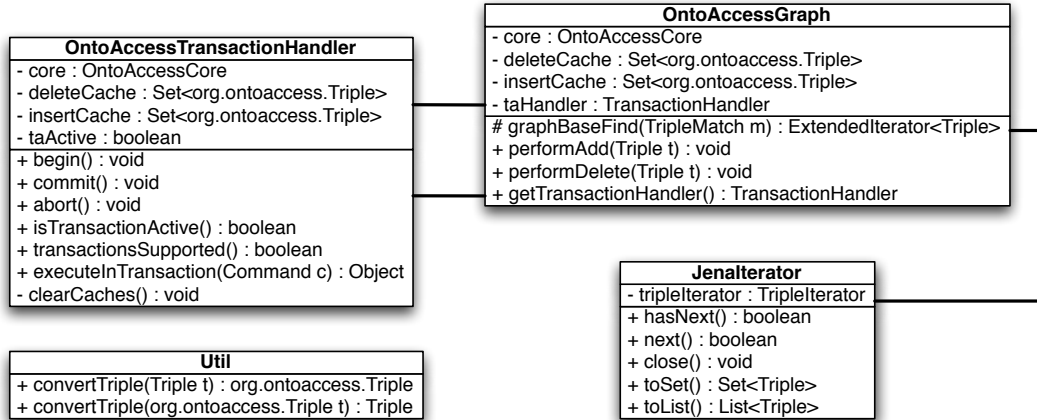 OntoAccessTransactionHandler
- core : OntoAccessCore
- deleteCache : Set<org.ontoaccess.Triple>
- insertCache : Set<org.ontoaccess.Triple>
- taActive : boolean
+ begin() : void
+ commit() : void
+ abort() : void
+ isTransactionActive() : boolean
+ transactionsSupported() : boolean
+ executeInTransaction(Command c) : Object
- clearCaches() : void
OntoAccessGraph
- core : OntoAccessCore
- deleteCache : Set<org.ontoaccess.Triple>
- insertCache : Set<org.ontoaccess.Triple>
- taHandler : TransactionHandler
# graphBaseFind(TripleMatch m) : ExtendedIterator<Triple>
+ performAdd(Triple t) : void
+ performDelete(Triple t) : void
+ getTransactionHandler() : TransactionHandler
Util
+ convertTriple(Triple t) : org.ontoaccess.Triple
+ convertTriple(org.ontoaccess.Triple t) : Triple
JenaIterator
- tripleIterator : TripleIterator
+ hasNext() : boolean
+ next() : boolean
+ close() : void
+ toSet() : Set<Triple>
+ toList() : List<Triple>